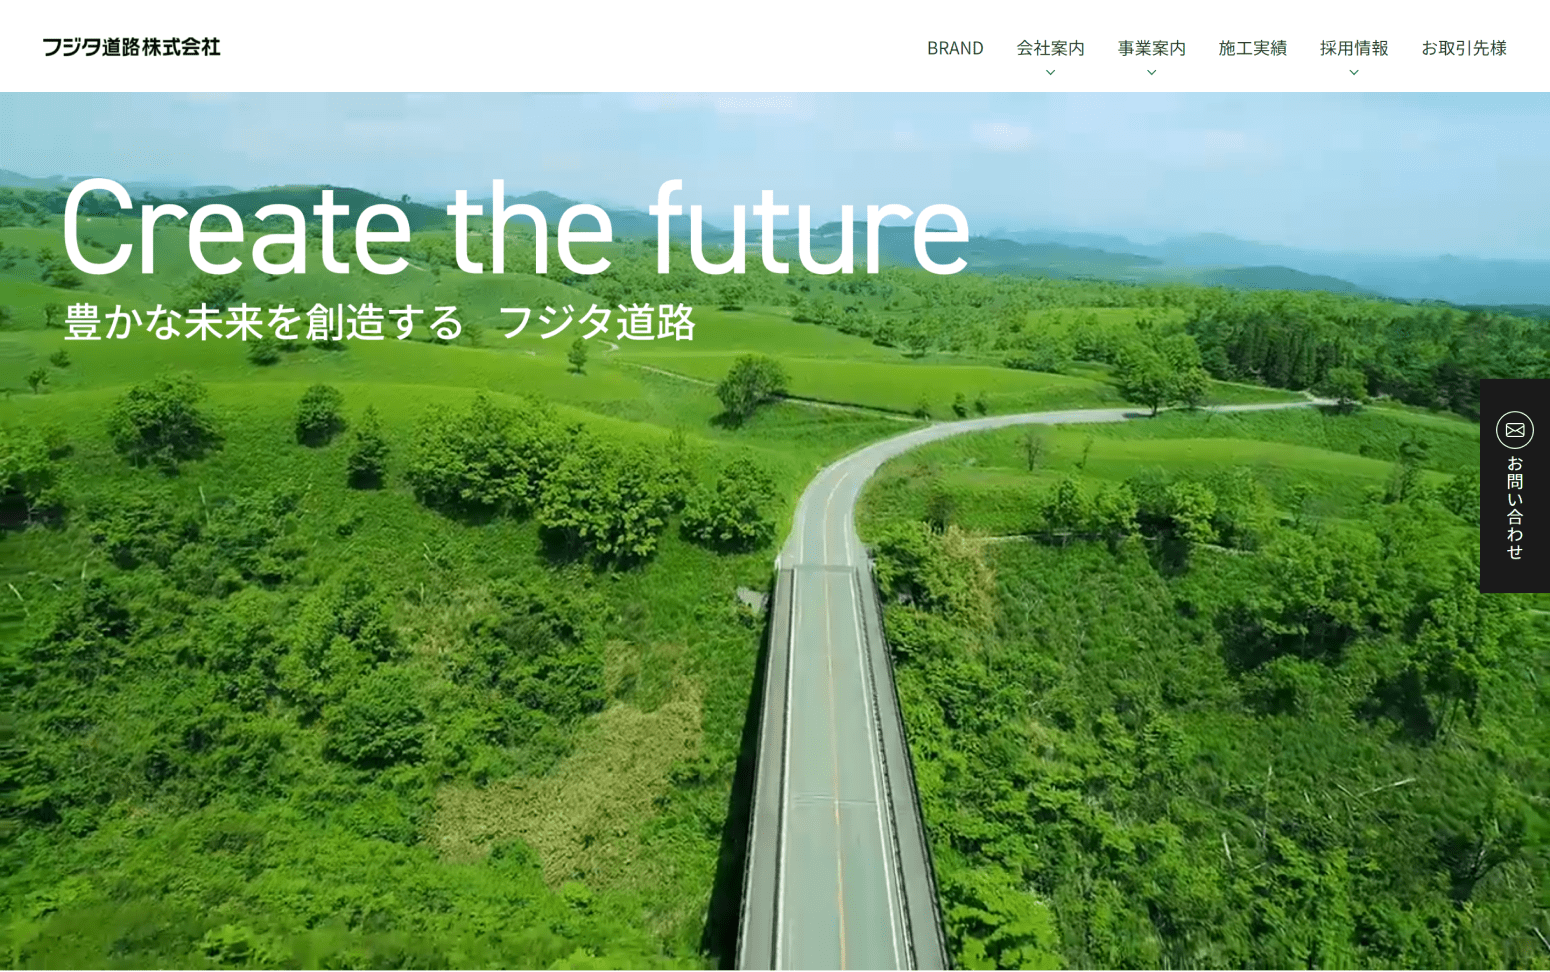 フジタ道路株式会社
BRAND 会社案内 事業案内 施工実績 採用情報 お取引先様
Create the future
豊かな未来を創造する フジタ道路
お問い合わせ